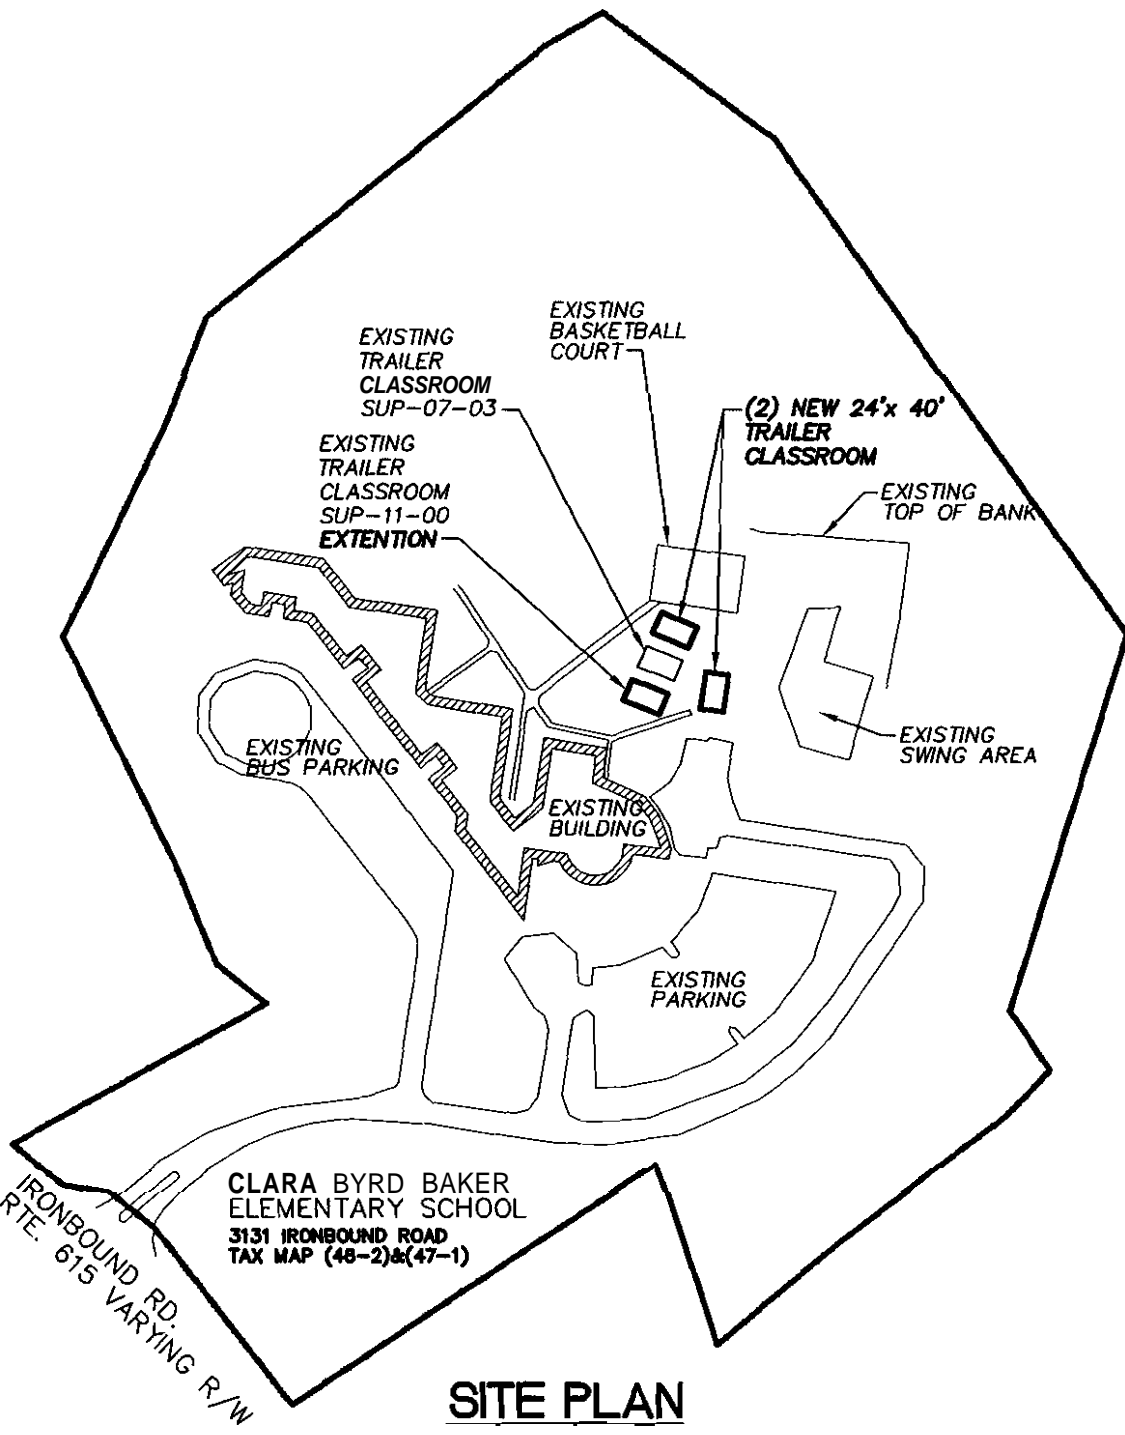 EXISTING
BASKETBALL
COURT
EXISTING
TRAILER
CLASSROOM
SUP-07-03
(2) NEW 24'x 40'
TRAILER
CLASSROOM
EXISTING
TRAILER
CLASSROOM
SUP-11-00
EXTENTION
EXISTING
TOP OF BANK
EXISTING
SWING AREA
EXISTING
BUS PARKING
EXISTING
BUILDING
EXISTING
PARKING
CLARA BYRD BAKER
ELEMENTARY SCHOOL
3131 IRONBOUND ROAD
TAX MAP (46-2)&(47-1)
IRONBOUND RD.
RTE. 615 VARYING R/W
SITE PLAN